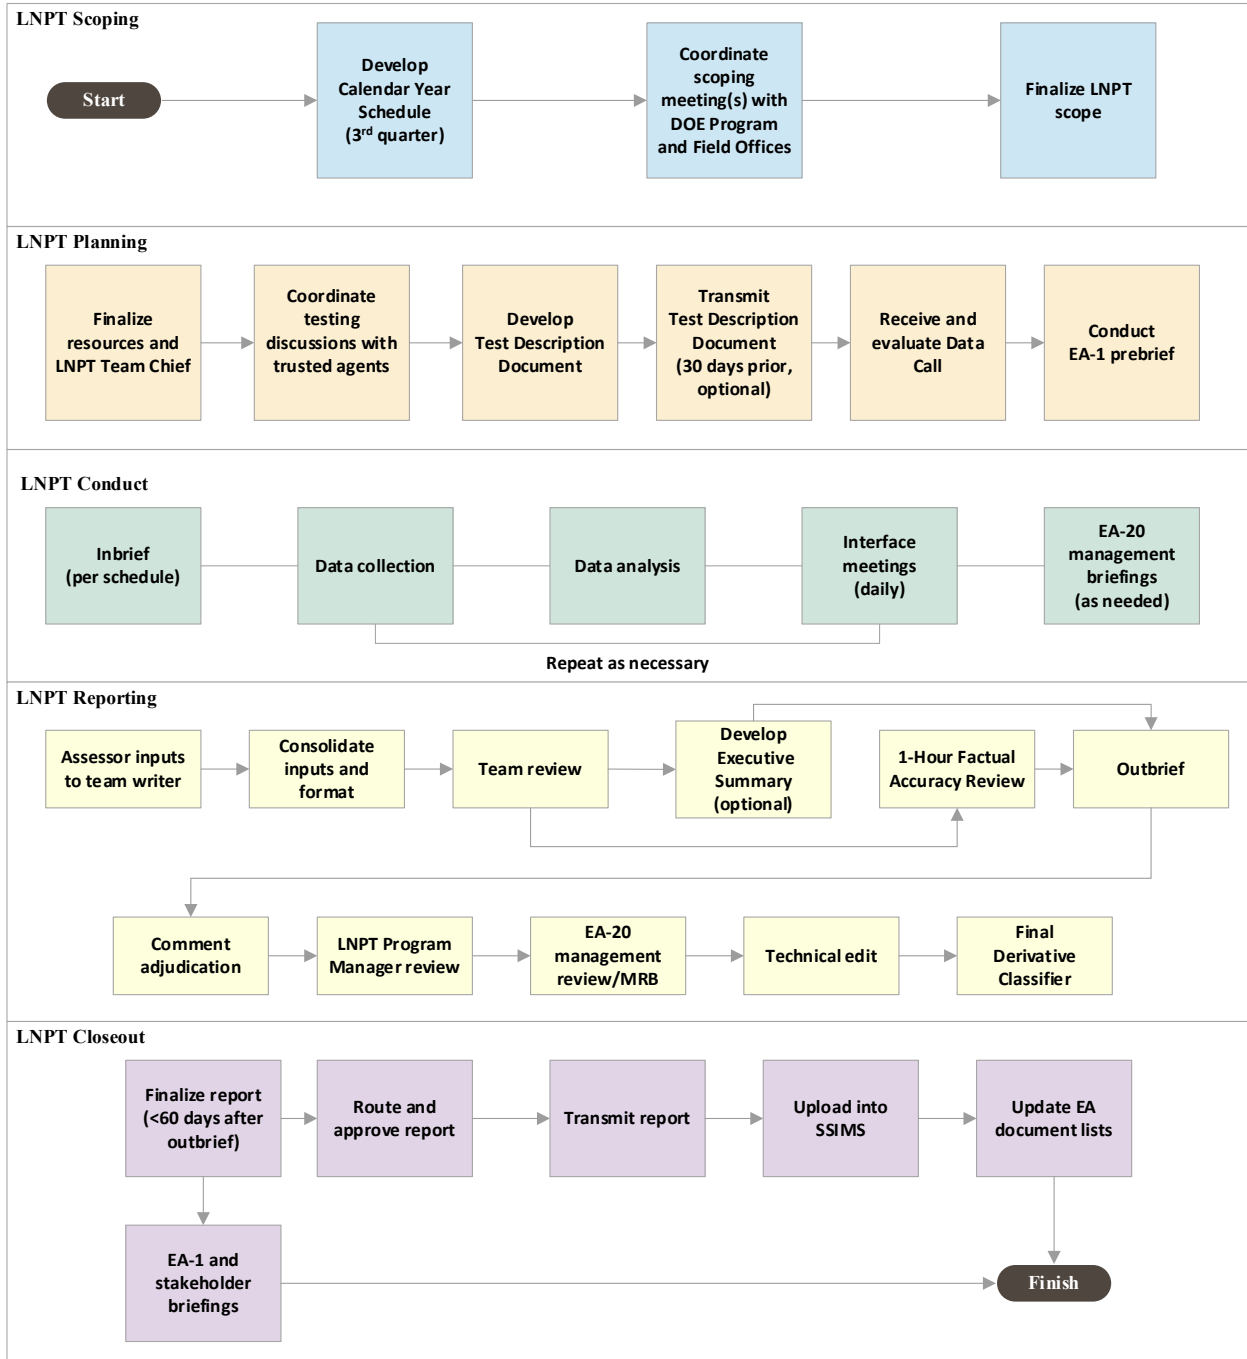 LNPT Scoping
Start
Develop
Calendar Year
Schedule
(3rd quarter)
Coordinate
scoping
meeting(s) with
DOE Program
and Field Offices
Finalize LNPT
scope
LNPT Planning
Finalize
resources and
LNPT Team Chief
Coordinate
testing
discussions with
trusted agents
Develop
Test Description
Document
Transmit
Test Description
Document
(30 days prior,
optional)
Receive and
evaluate Data
Call
Conduct
EA-1 prebrief
LNPT Conduct
Inbrief
(per schedule)
Data collection
Data analysis
Interface
meetings
(daily)
EA-20
management
briefings
(as needed)
Repeat as necessary
LNPT Reporting
Assessor inputs
to team writer
Consolidate
inputs and
format
Team review
Develop
Executive
Summary
(optional)
1-Hour Factual
Accuracy Review
Outbrief
Comment
adjudication
LNPT Program
Manager review
EA-20
management
review/MRB
Technical edit
Final
Derivative
Classifier
LNPT Closeout
Finalize report
(<60 days after
outbrief)
Route and
approve report
Transmit report
Upload into
SSIMS
Update EA
document lists
EA-1 and
stakeholder
briefings
Finish